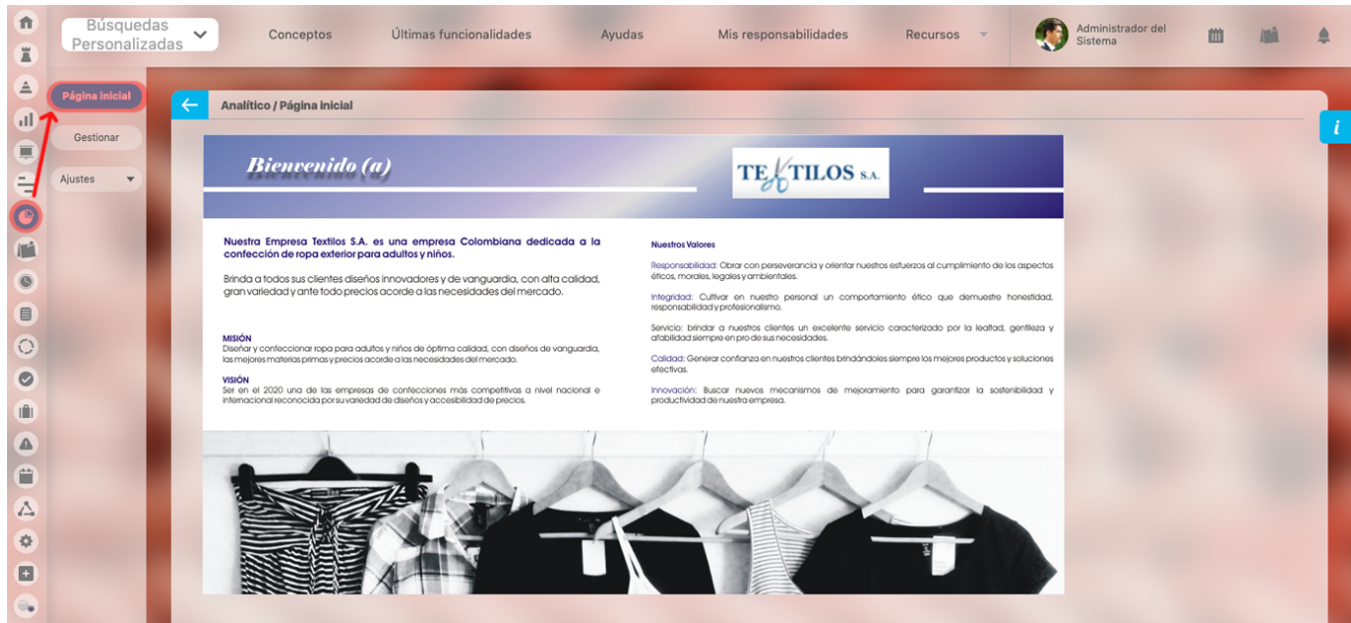 Búsquedas
Personalizadas
Conceptos
Últimas funcionalidades
Ayudas
Mis responsabilidades
Recursos
Administrador del
Sistema
Página inicial
Gestionar
Ajustes
Analítico / Página inicial
i
Bienvenido (a)
TEXTILOS S.A.
Nuestra Empresa Textilos S.A. es una empresa Colombiana dedicada a la
confección de ropa exterior para adultos y niños.
Brinda a todos sus clientes diseños innovadores y de vanguardia, con alta calidad,
gran variedad y ante todo precios acorde a las necesidades del mercado.
MISIÓN
Diseñar y confeccionar ropa para adultos y niños de óptima calidad, con diseños de vanguardia,
las mejores materias primas y precios acorde a las necesidades del mercado.
VISIÓN
Ser en el 2020 una de las empresas de confecciones más competitivas a nivel nacional e
internacional reconocida por su variedad de diseños y accesibilidad de precios.
Nuestros Valores
Responsabilidad: Obrar con perseverancia y orientar nuestros esfuerzos al cumplimiento de los aspectos
éticos, morales, legales y ambientales.
Integridad: Cultivar en nuestro personal un comportamiento ético que demuestre honestidad,
responsabilidad y profesionalismo.
Servicio: brindar a nuestros clientes un excelente servicio caracterizado por la lealtad, gentileza y
afabilidad siempre en pro de sus necesidades.
Calidad: Generar confianza en nuestros clientes brindándoles siempre los mejores productos y soluciones
efectivas.
Innovación: Buscar nuevos mecanismos de mejoramiento para garantizar la sostenibilidad y
productividad de nuestra empresa.